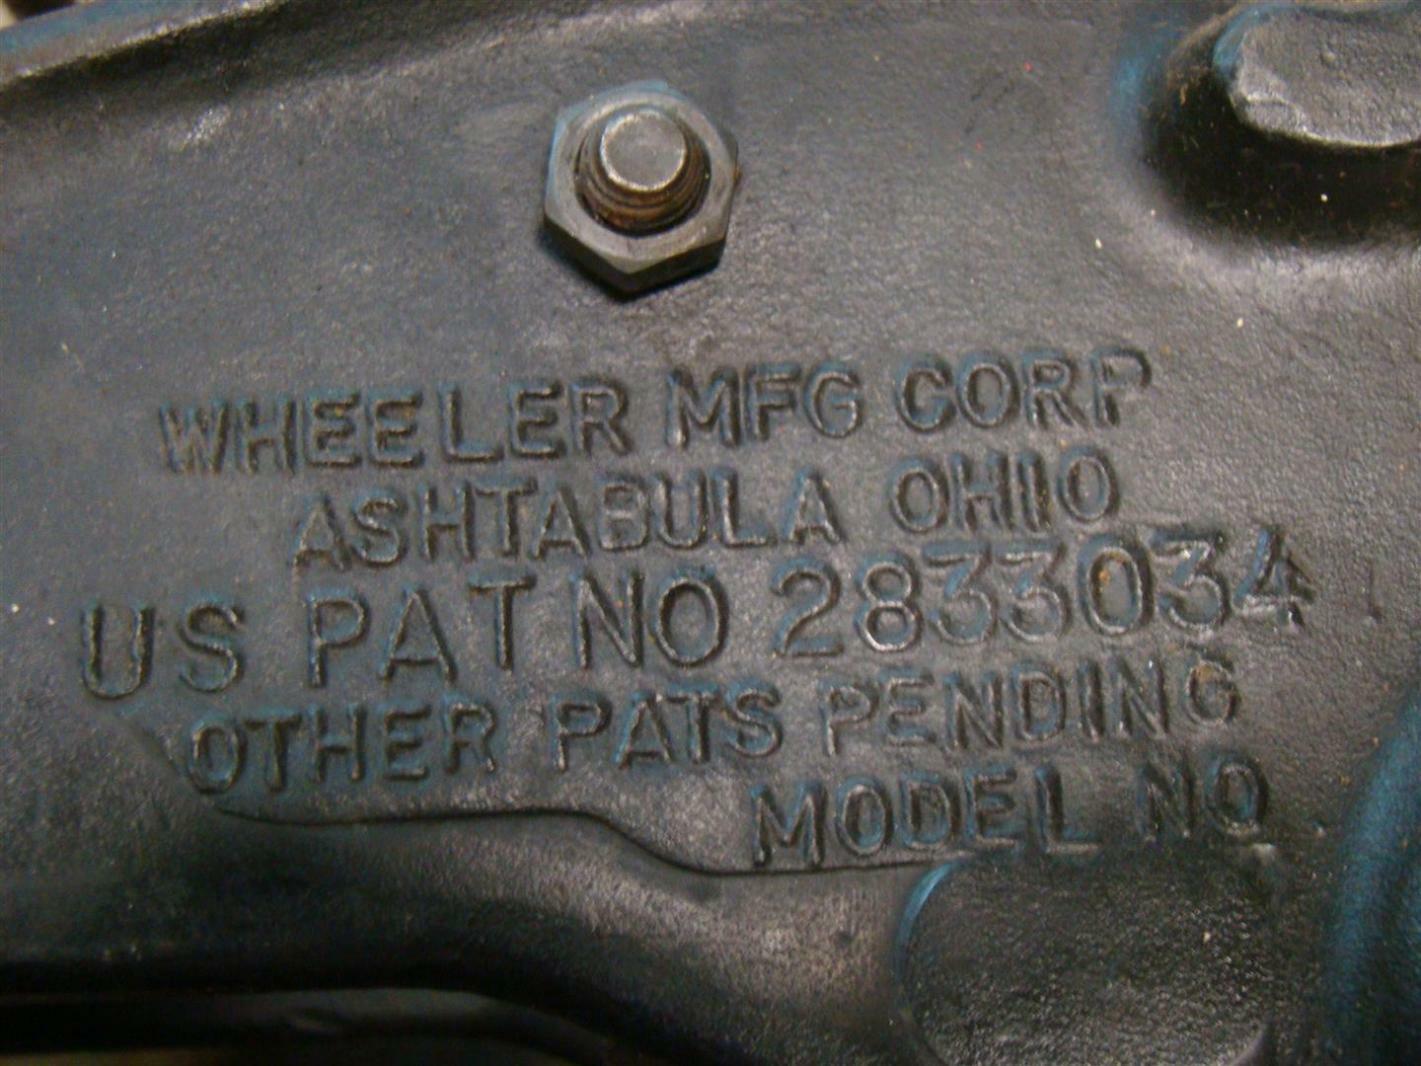 WHEELER MFG CORP
ASHTABULA OHIO
US PAT NO 2833034
OTHER PATS PENDING
MODEL NO